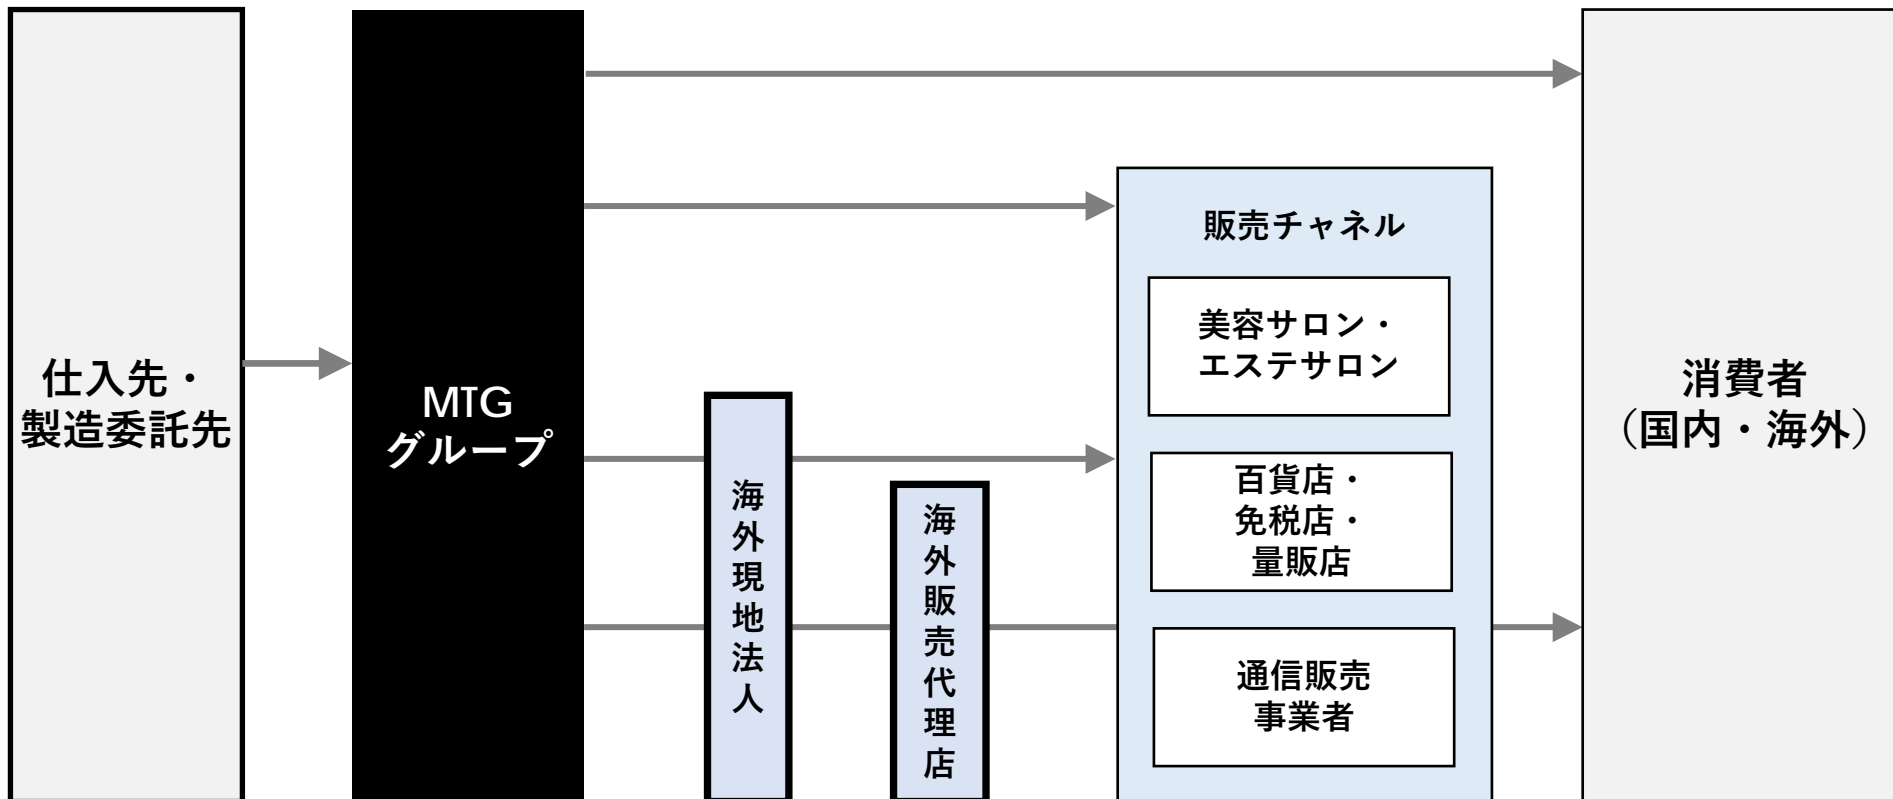 仕入先・
製造委託先
MTG
グループ
海外現地法人
海外販売代理店
販売チャネル
美容サロン・
エステサロン
百貨店・
免税店・
量販店
通信販売
事業者
消費者
（国内・海外）